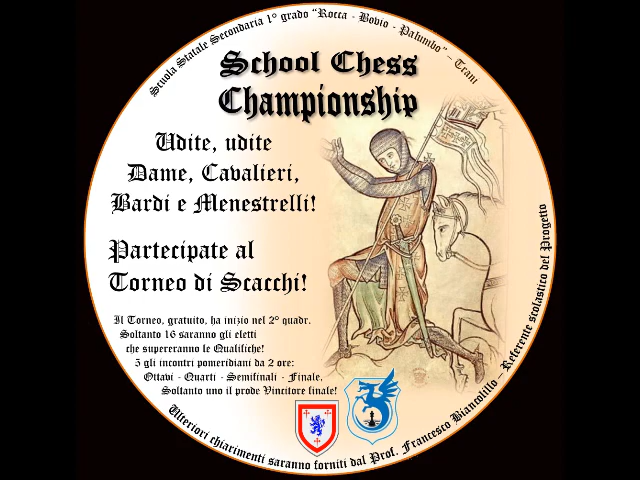 Scuola Statale Secondaria 1° grado "Rocca - Bovio - Palumbo" - Trani
School Chess
Championship
Udite, udite
Dame, Cavalieri,
Bardi e Menestrelli!
Partecipate al
Torneo di Scacchi!
Il Torneo, gratuito, ha inizio nel 2° quadr.
Soltanto 16 saranno gli eletti
che supereranno le Qualifiche!
5 gli incontri pomeridiani da 2 ore:
Ottavi - Quarti - Semifinali - Finale.
Soltanto uno il prode Vincitore finale!
Ulteriori chiarimenti saranno forniti dal Prof. Francesco Biancolillo - Referente scolastico del Progetto